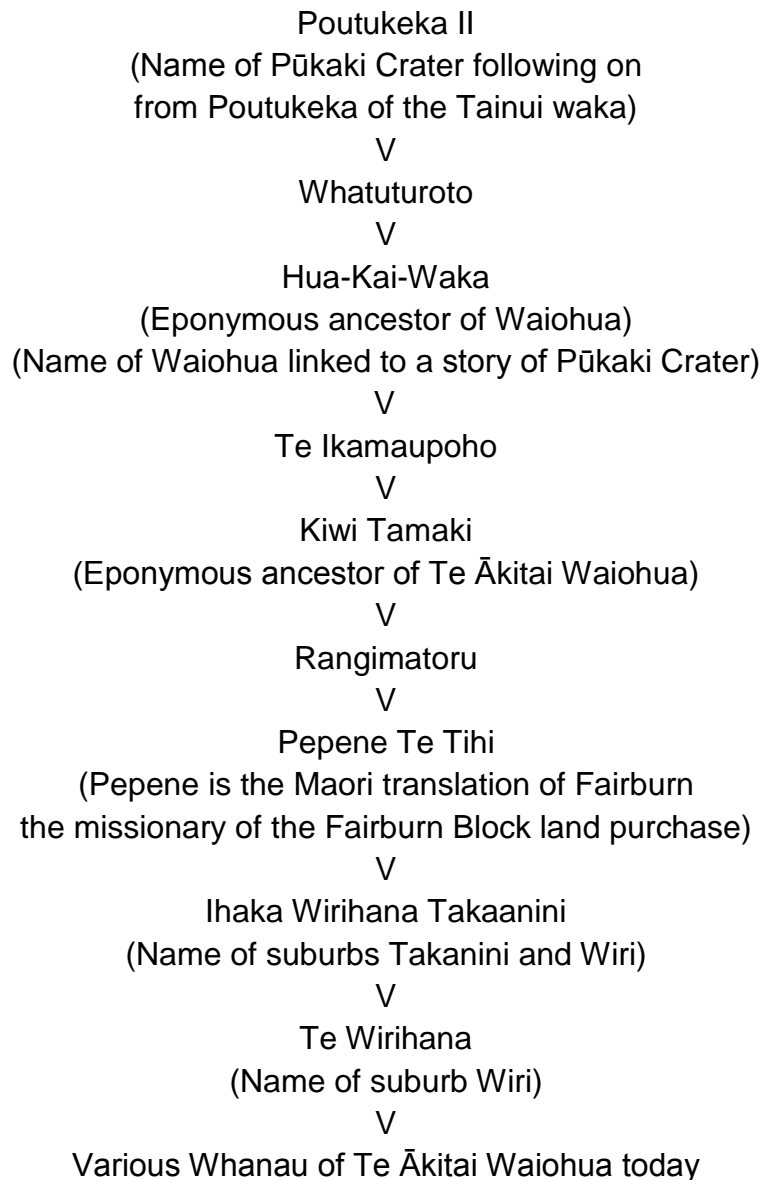 Poutukeka II
(Name of Pūkaki Crater following on
from Poutukeka of the Tainui waka)
V
Whatuturoto
V
Hua-Kai-Waka
(Eponymous ancestor of Waiohua)
(Name of Waiohua linked to a story of Pūkaki Crater)
V
Te Ikamaupoho
V
Kiwi Tamaki
(Eponymous ancestor of Te Ākitai Waiohua)
V
Rangimatoru
V
Pepene Te Tihi
(Pepene is the Maori translation of Fairburn
the missionary of the Fairburn Block land purchase)
V
Ihaka Wirihana Takaanini
(Name of suburbs Takanini and Wiri)
V
Te Wirihana
(Name of suburb Wiri)
V
Various Whanau of Te Ākitai Waiohua today